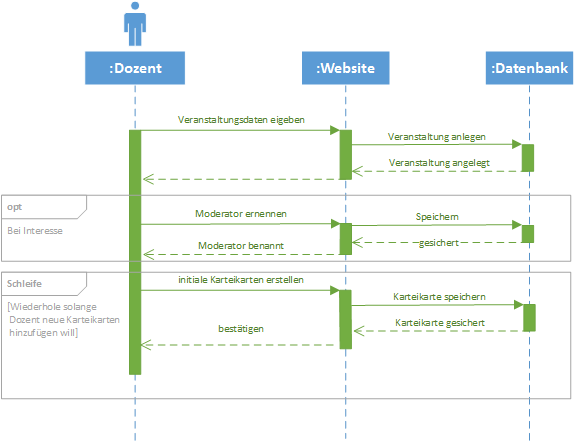 :Dozent
:Website
:Datenbank
Veranstaltungsdaten eigeben
Veranstaltung anlegen
Veranstaltung angelegt
opt
Bei Interesse
Moderator ernennen
Speichern
gesichert
Moderator benannt
Schleife
[Wiederhole solange
Dozent neue Karteikarten
hinzufügen will]
initiale Karteikarten erstellen
Karteikarte speichern
Karteikarte gesichert
bestätigen